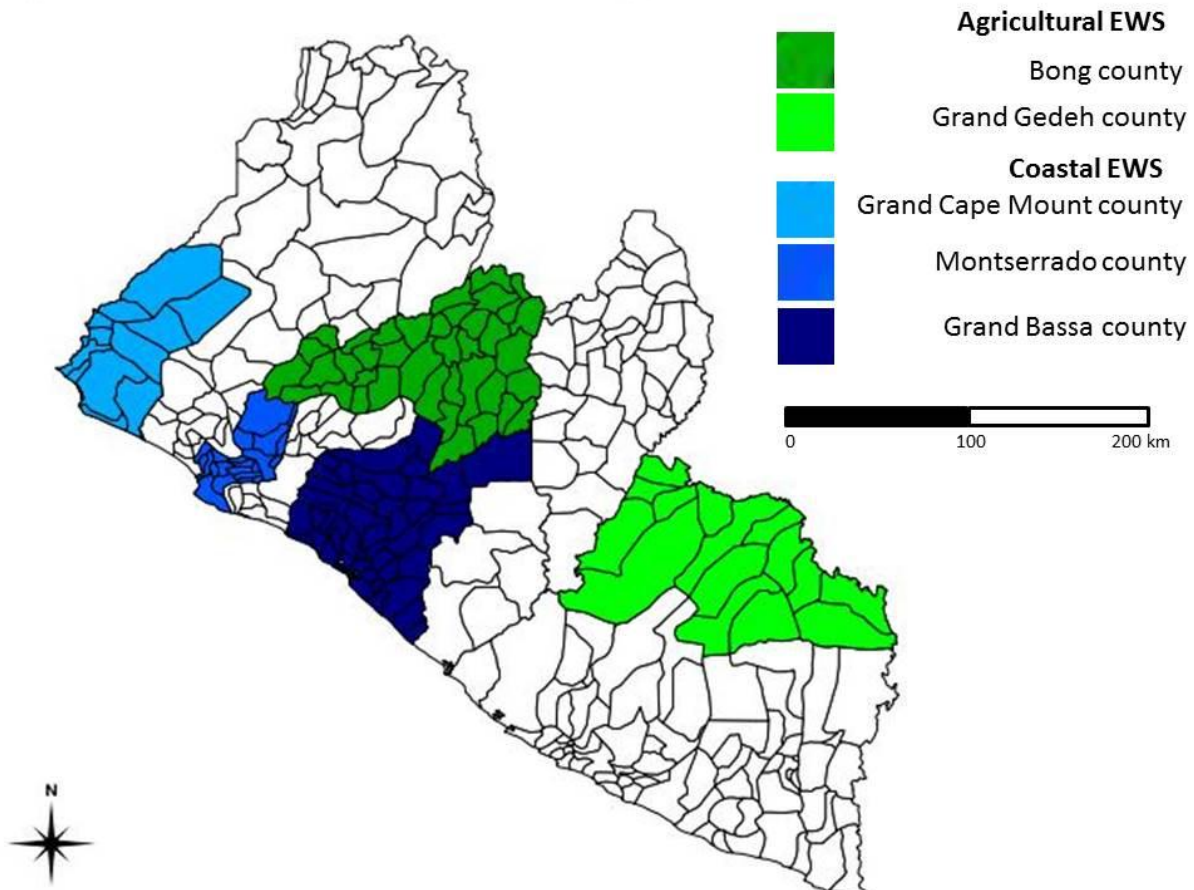 Agricultural EWS
Bong county
Grand Gedeh county
Coastal EWS
Grand Cape Mount county
Montserrado county
Grand Bassa county
0 100 200 km
N